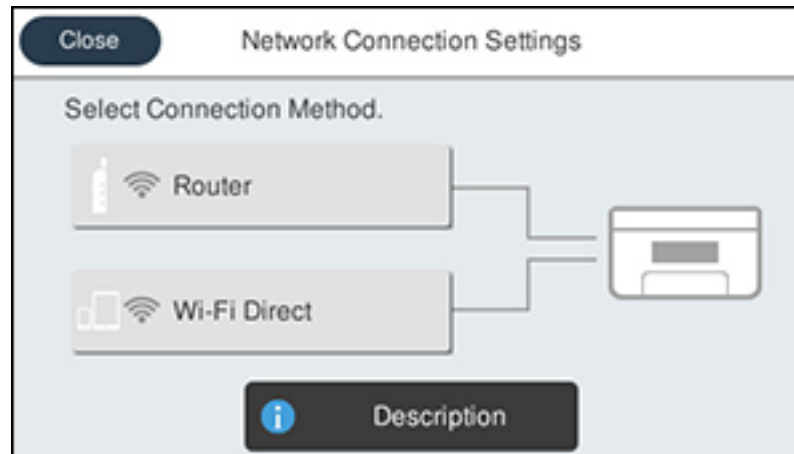 Close
Network Connection Settings
Select Connection Method.
Router
Wi-Fi Direct
Description